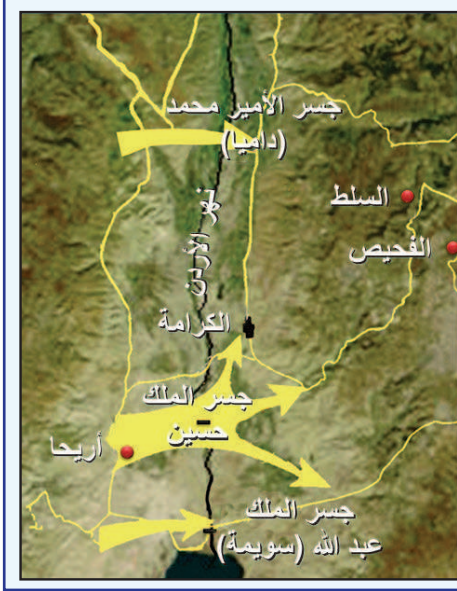 جسر الأمير محمد
(داميا)
السلط
نهر الأردن
الفحيص
الكرامة
جسر الملك
حسين
أريحا
جسر الملك
عبد الله (سويمة)